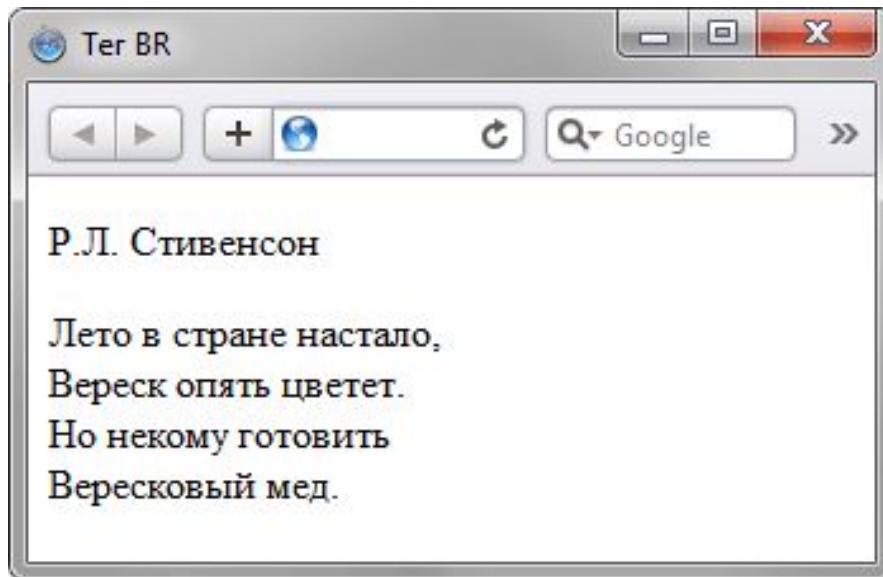 Тег BR
Google
Р.Л. Стивенсон
Лето в стране настало,
Вереск опять цветет.
Но некому готовить
Вересковый мед.